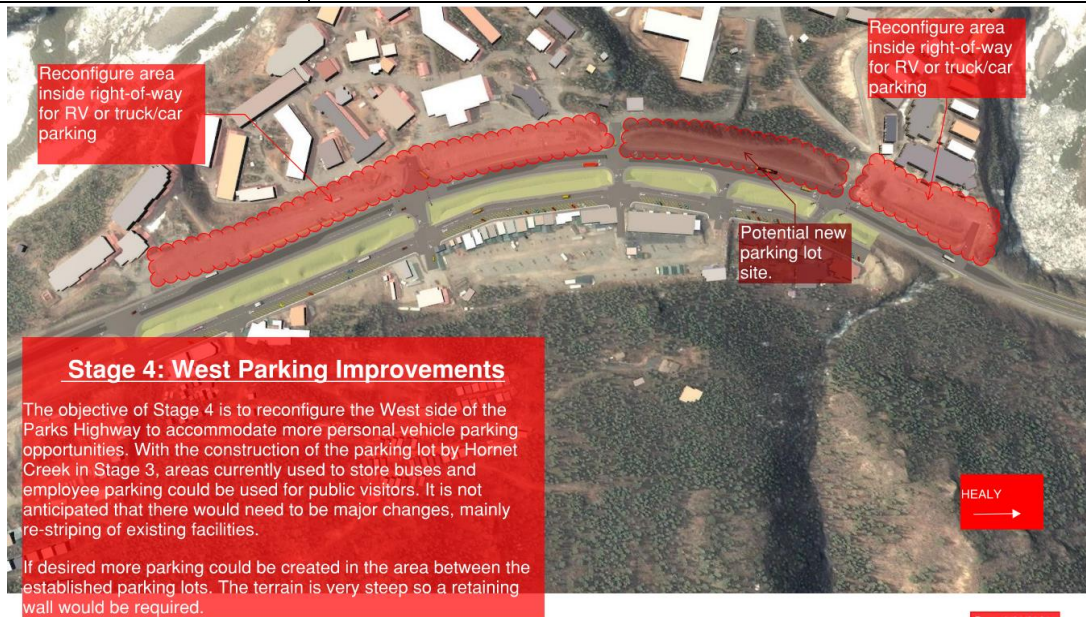 Reconfigure area
inside right-of-way
for RV or truck/car
parking
Reconfigure area
inside right-of-way
for RV or truck/car
parking
Potential new
parking lot
site.
Stage 4: West Parking Improvements
The objective of Stage 4 is to reconfigure the West side of the
Parks Highway to accommodate more personal vehicle parking
opportunities. With the construction of the parking lot by Hornet
Creek in Stage 3, areas currently used to store buses and
employee parking could be used for public visitors. It is not
anticipated that there would need to be major changes, mainly
re-striping of existing facilities.
If desired more parking could be created in the area between the
established parking lots. The terrain is very steep so a retaining
wall would be required.
HEALY